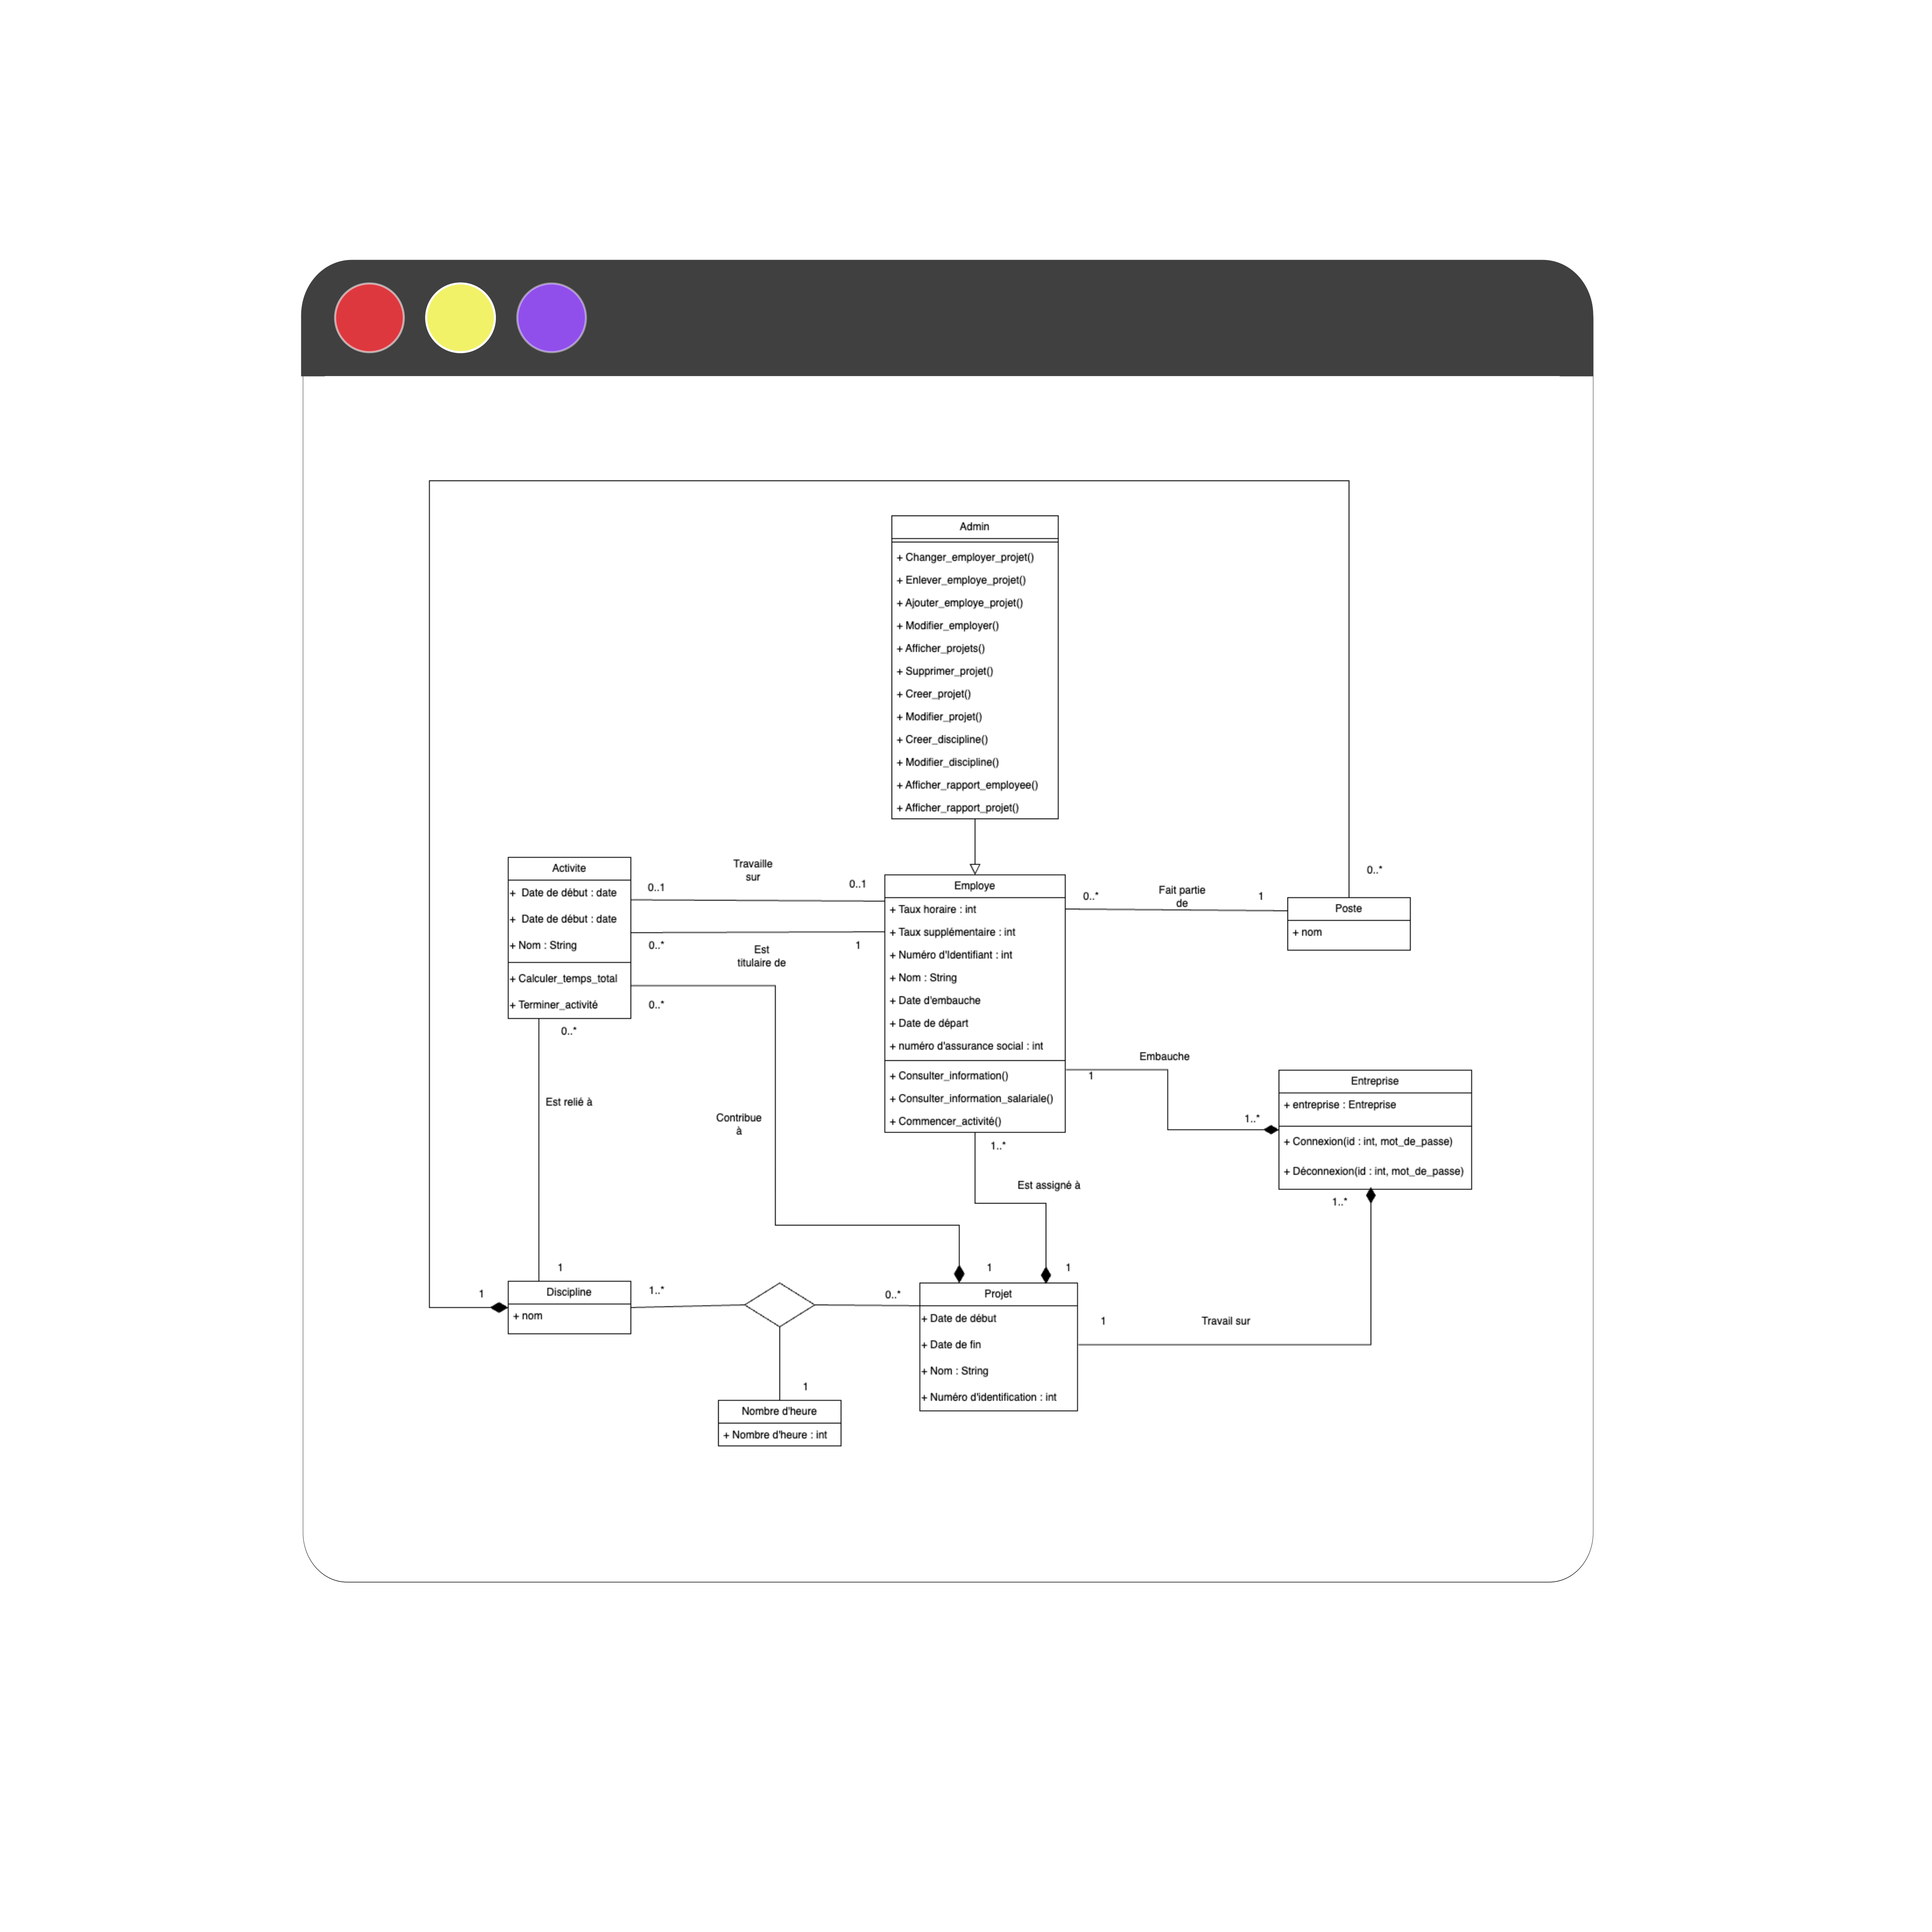 Admin
+ Changer_employer_projet()
+ Enlever_employe_projet()
+ Ajouter_employe_projet()
+ Modifier_employer()
+ Afficher_projets()
+ Supprimer_projet()
+ Creer_projet()
+ Modifier_projet()
+ Creer_discipline()
+ Modifier_discipline()
+ Afficher_rapport_employee()
+ Afficher_rapport_projet()
Activite
+ Date de début : date
+ Date de début : date
+ Nom : String
+ Calculer_temps_total
+ Terminer_activité
Travaille
sur
0..1
0..1
0..*
Est
titulaire de
1
0..*
0..*
Employe
+ Taux horaire : int
+ Taux supplémentaire : int
+ Numéro d'Identifiant : int
+ Nom : String
+ Date d'embauche
+ Date de départ
+ numéro d'assurance social : int
+ Consulter_information()
+ Consulter_information_salariale()
+ Commencer_activité()
0..*
Fait partie
de
1
0..*
Poste
+ nom
Embauche
1
1..*
Entreprise
+ entreprise : Entreprise
+ Connexion(id : int, mot_de_passe)
+ Déconnexion(id : int, mot_de_passe)
1..*
Est relié à
Contribue
à
1..*
Est assigné à
1
1
1
1
Discipline
+ nom
1..*
0..*
Projet
+ Date de début
+ Date de fin
+ Nom : String
+ Numéro d'identification : int
1
Travail sur
1
Nombre d'heure
+ Nombre d'heure : int